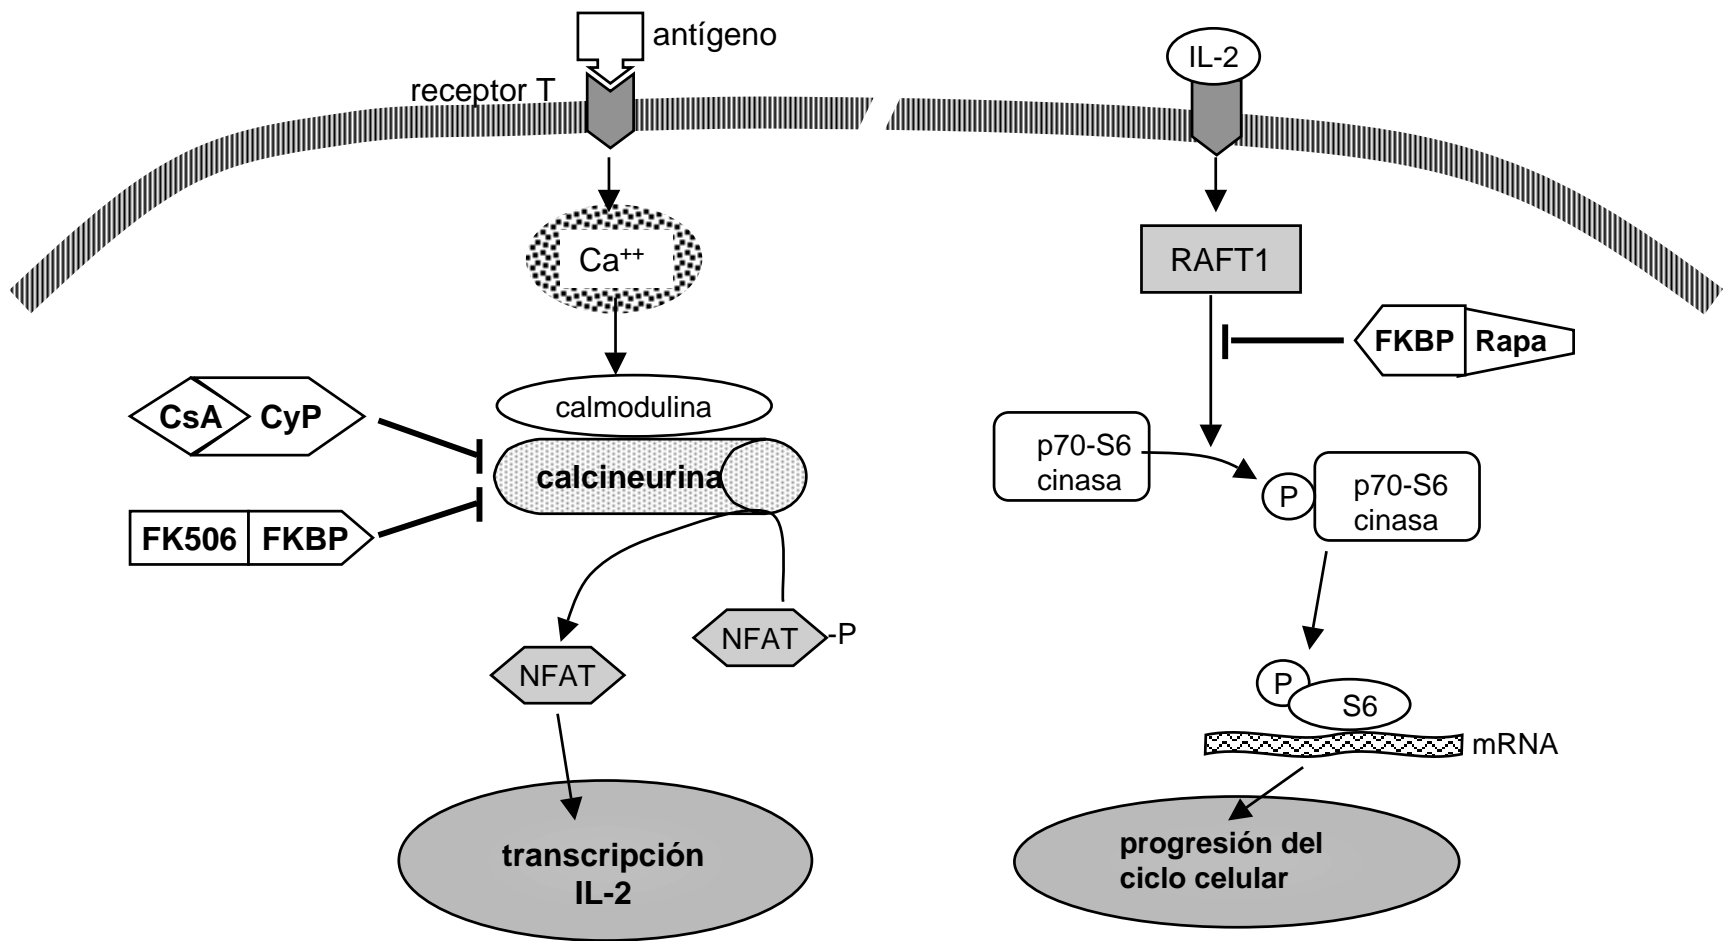 antígeno
receptor T
Ca++
calmodulina
CsA CyP
calcineurina
FK506 FKBP
NFAT -P
NFAT
transcripción
IL-2
IL-2
RAFT1
FKBP Rapa
p70-S6
cinasa
P
p70-S6
cinasa
P
S6
mRNA
progresión del
ciclo celular